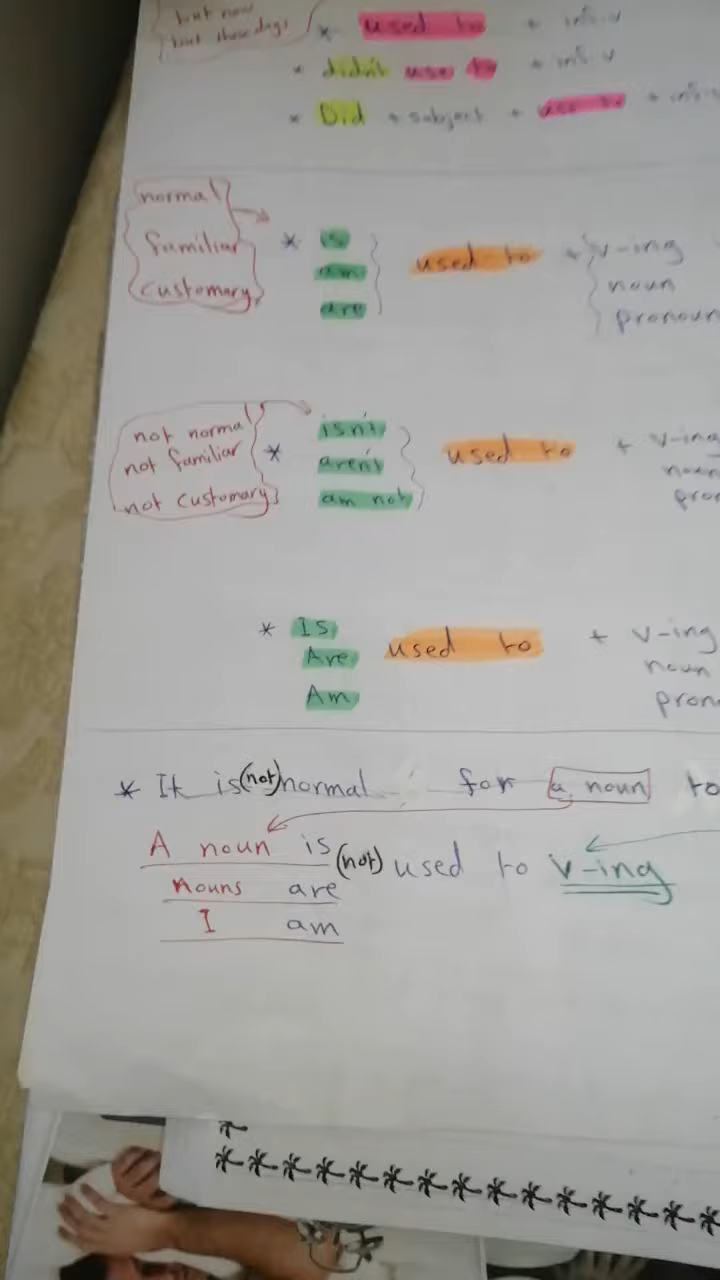 but now
but these days
* used to + inf.v
* didn't use to + inf.v
* Did + subject + use to + inf.
normal
familiar
customary
* is
am
are
used to + v-ing
noun
pronoun
not normal
not familiar
not customary
* isn't
aren't
am not
used to + v-ing
noun
pro
* Is
Are
Am
used to + v-ing
noun
pron
* It is (not) normal for a noun to
A noun is (not) used to v-ing
nouns are
I am